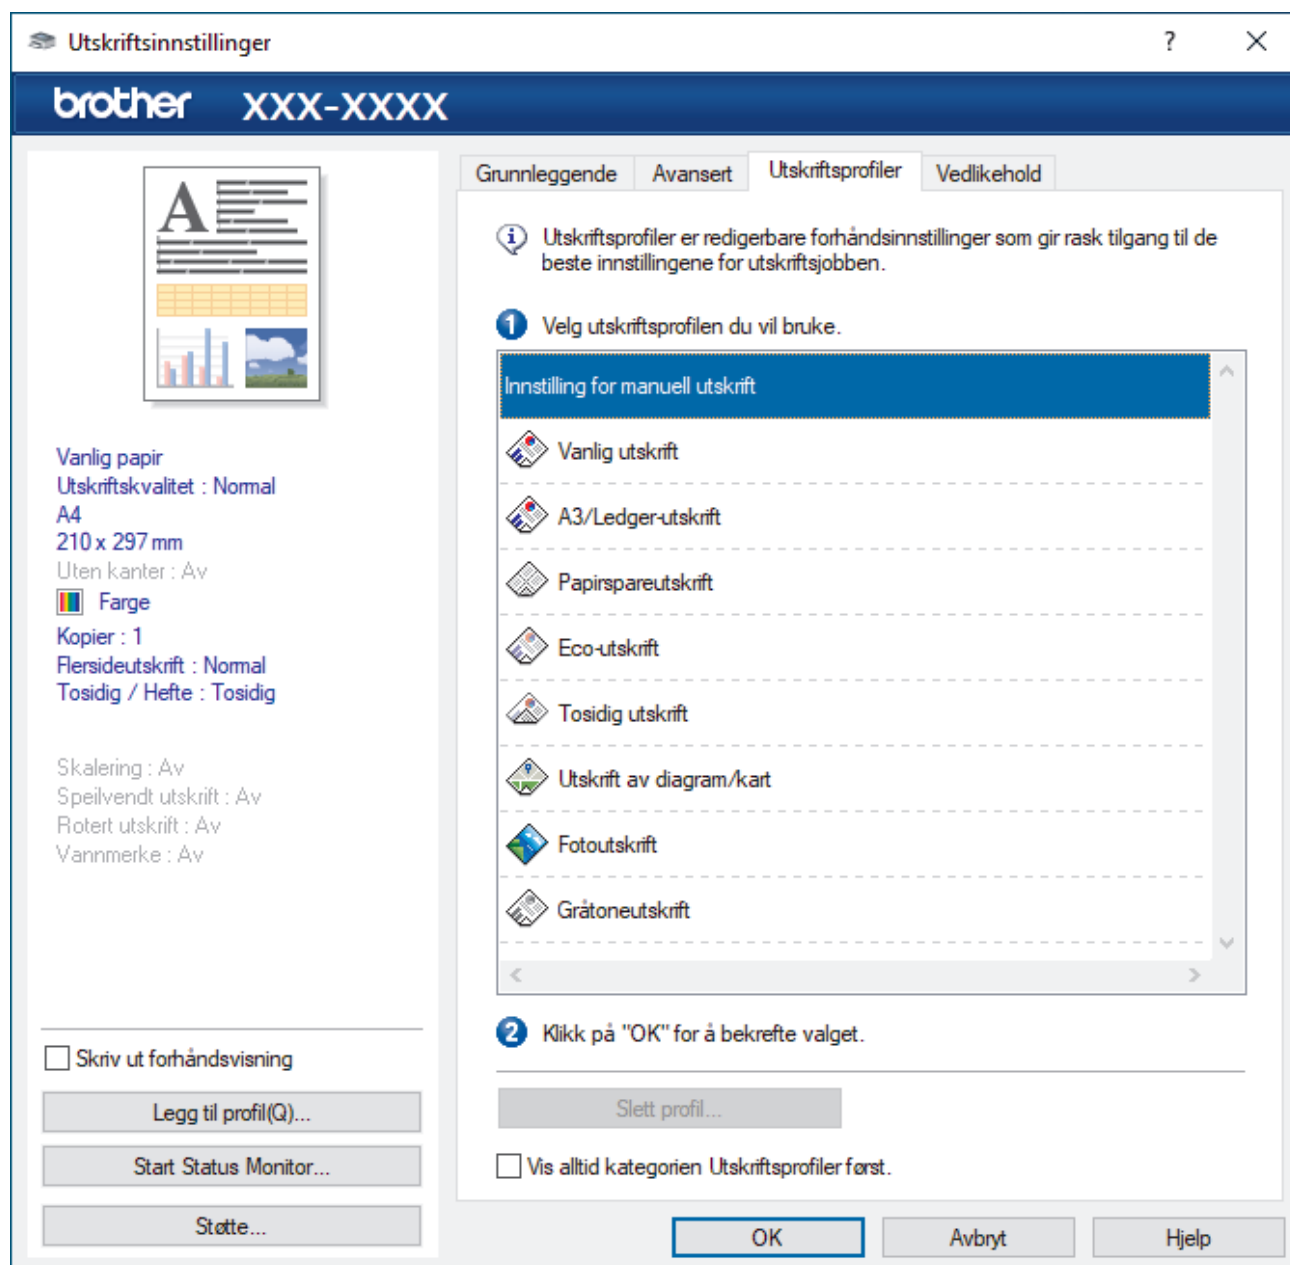 Utskriftsinnstillinger
?
brother XXX-XXXX
A
Vanlig papir
Utskriftskvalitet : Normal
A4
210 x 297 mm
Uten kanter : Av
Farge
Kopier : 1
Flersideutskrift : Normal
Tosidig / Hefte : Tosidig
Skalering : Av
Speilvendt utskrift : Av
Rotert utskrift : Av
Vannmerke : Av
Skriv ut forhåndsvisning
Legg til profil(Q)...
Start Status Monitor...
Støtte...
Grunnleggende Avansert Utskriftsprofiler Vedlikehold
Utskriftsprofiler er redigerbare forhåndsinnstillinger som gir rask tilgang til de
beste innstillingene for utskriftsjobben.
1 Velg utskriftsprofilen du vil bruke.
Innstilling for manuell utskrift
Vanlig utskrift
A3/Ledger-utskrift
Papirspareutskrift
Eco-utskrift
Tosidig utskrift
Utskrift av diagram/kart
Fotoutskrift
Gråtoneutskrift
2 Klikk på "OK" for å bekrefte valget.
Slett profil...
Vis alltid kategorien Utskriftsprofiler først.
OK Avbryt Hjelp